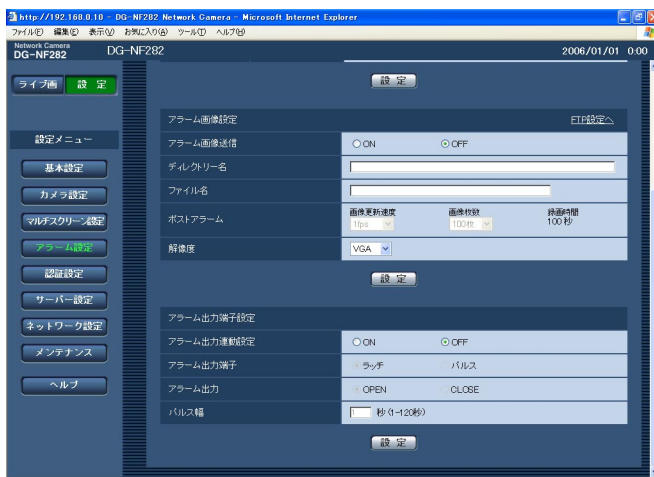 http://192.168.0.10 - DG-NF282 Network Camera - Microsoft Internet Explorer
ファイル(F) 編集(E) 表示(V) お気に入り(A) ツール(T) ヘルプ(H)
Network Camera
DG-NF282
DG-NF282
2006/01/01 0:00
ライブ画
設 定
設 定
アラーム画像設定
FTP設定へ
設定メニュー
アラーム画像送信
ON
OFF
基本設定
ディレクトリー名
カメラ設定
ファイル名
マルチスクリーン設定
ポストアラーム
画像更新速度
画像枚数
録画時間
1fps
100枚
100 秒
アラーム設定
解像度
VGA
認証設定
設 定
サーバー設定
アラーム出力端子設定
ネットワーク設定
アラーム出力連動設定
ON
OFF
メンテナンス
アラーム出力端子
ラッチ
パルス
ヘルプ
アラーム出力
OPEN
CLOSE
パルス幅
1
秒 (1-120秒)
設 定